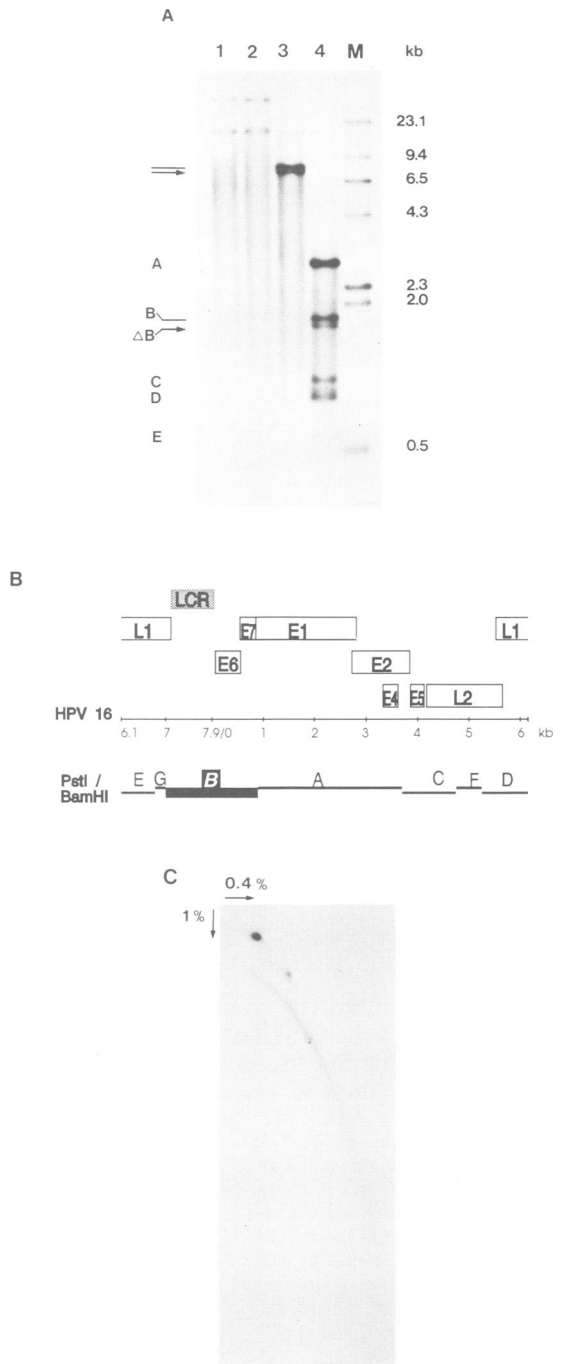 A
1 2 3 4 M kb
23.1
9.4
6.5
4.3
A
2.3
2.0
B
△B
C
D
E
0.5
B
LCR
L1 E7 E1 L1
E6 E2
E4 E5 L2
HPV 16
6.1 7 7.9/0 1 2 3 4 5 6 kb
PstI / E G B A C F D
BamHI
C
0.4 %
1 %